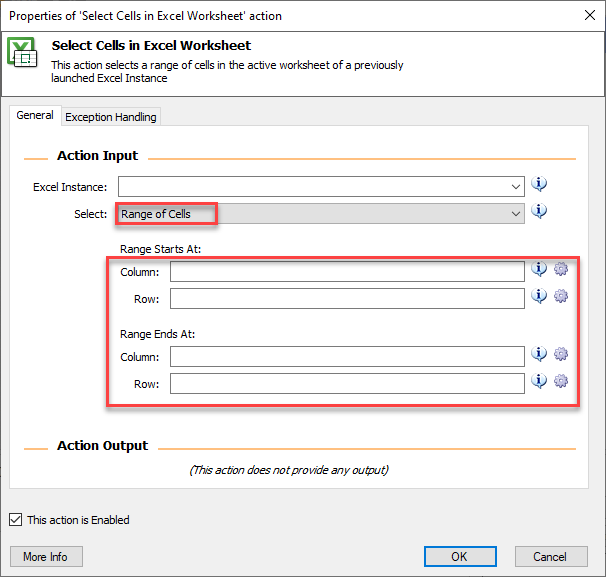 Properties of 'Select Cells in Excel Worksheet' action
Select Cells in Excel Worksheet
This action selects a range of cells in the active worksheet of a previously
launched Excel Instance
General
Exception Handling
Action Input
Excel Instance:
Select:
Range of Cells
Range Starts At:
Column:
Row:
Range Ends At:
Column:
Row:
Action Output
(This action does not provide any output)
This action is Enabled
More Info
OK
Cancel